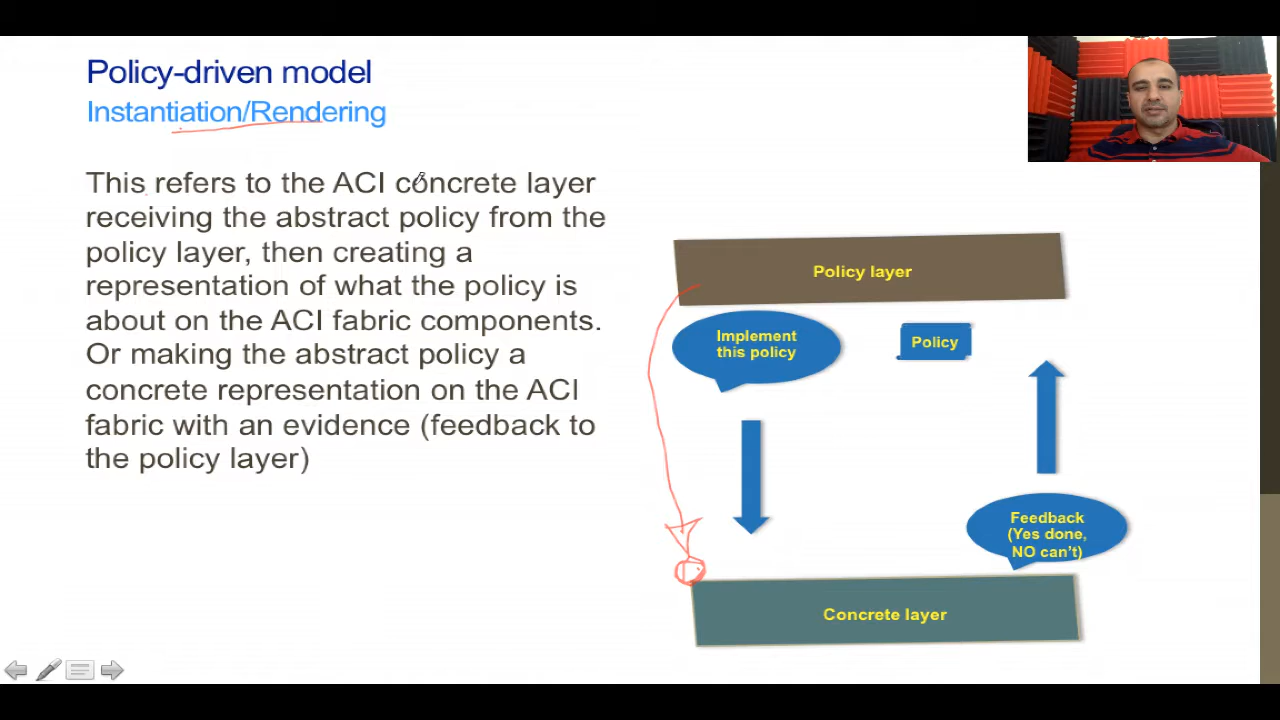 Policy-driven model
Instantiation/Rendering
This refers to the ACI concrete layer
receiving the abstract policy from the
policy layer, then creating a
representation of what the policy is
about on the ACI fabric components.
Or making the abstract policy a
concrete representation on the ACI
fabric with an evidence (feedback to
the policy layer)
Policy layer
Implement
this policy
Policy
Feedback
(Yes done,
NO can't)
Concrete layer